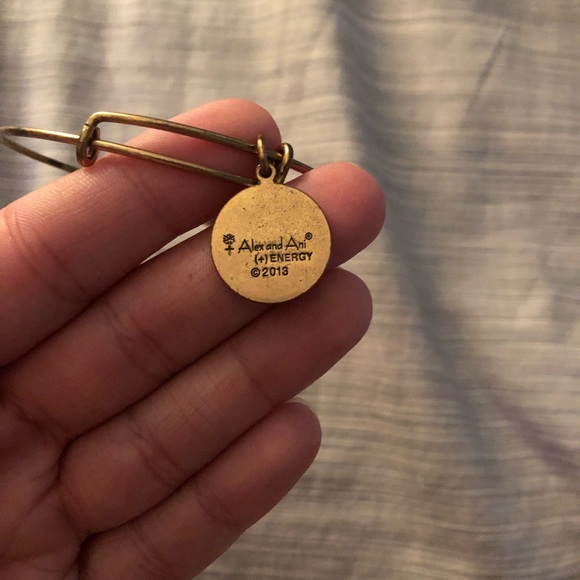 Alex and Ani®
(+) ENERGY
©2013